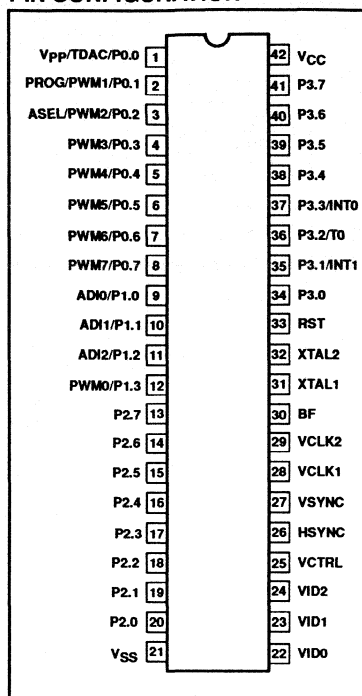 VPP/TDAC/P0.0 1 42 VCC
PROG/PWM1/P0.1 2 41 P3.7
ASEL/PWM2/P0.2 3 40 P3.6
PWM3/P0.3 4 39 P3.5
PWM4/P0.4 5 38 P3.4
PWM5/P0.5 6 37 P3.3/INT0
PWM6/P0.6 7 36 P3.2/T0
PWM7/P0.7 8 35 P3.1/INT1
ADI0/P1.0 9 34 P3.0
ADI1/P1.1 10 33 RST
ADI2/P1.2 11 32 XTAL2
PWM0/P1.3 12 31 XTAL1
P2.7 13 30 BF
P2.6 14 29 VCLK2
P2.5 15 28 VCLK1
P2.4 16 27 VSYNC
P2.3 17 26 HSYNC
P2.2 18 25 VCTRL
P2.1 19 24 VID2
P2.0 20 23 VID1
VSS 21 22 VID0